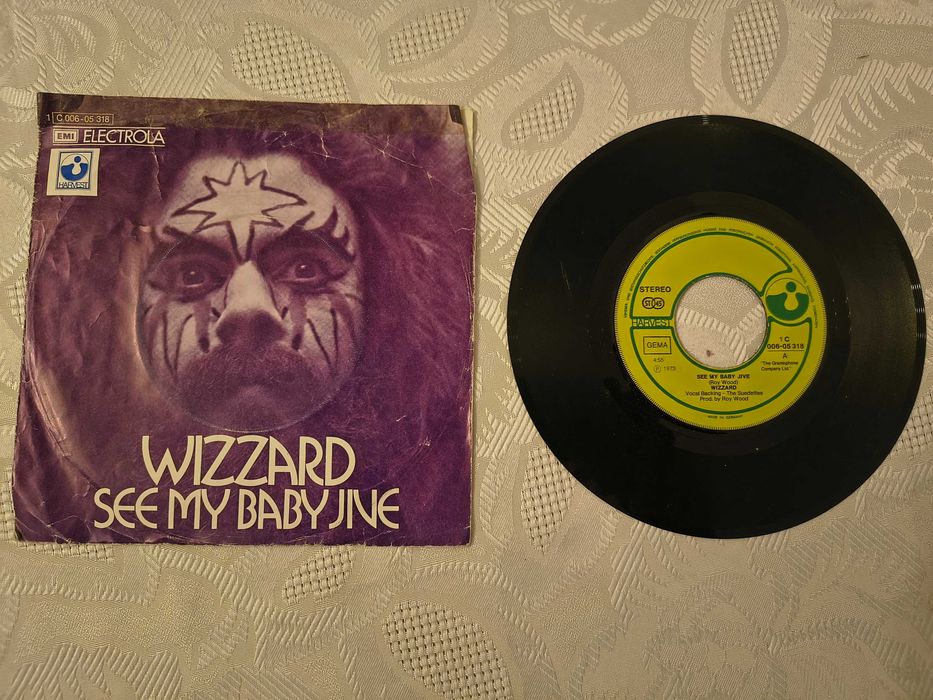 1 C 006-05 318
EMI ELECTROLA
HARVEST
WIZZARD
SEE MY BABY JIVE
STEREO
ST 45
HARVEST
GEMA
4:55
℗ 1973
1 C
006-05 318
A
"The Gramophone
Company Ltd."
SEE MY BABY JIVE
(Roy Wood)
WIZZARD
Vocal Backing - The Suedettes
Prod. by Roy Wood
MADE IN GERMANY